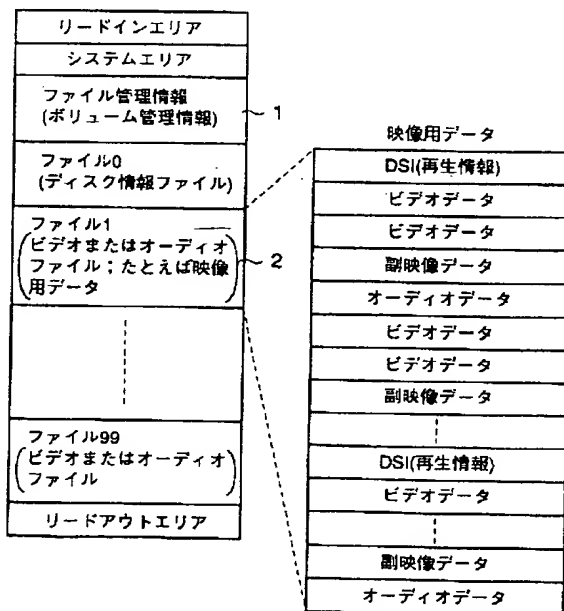 リードインエリア
システムエリア
ファイル管理情報
(ボリューム管理情報)
1
ファイル0
(ディスク情報ファイル)
ファイル1
(ビデオまたはオーディオ
ファイル；たとえば映像
用データ)
2
ファイル99
(ビデオまたはオーディオ
ファイル)
リードアウトエリア
映像用データ
DSI(再生情報)
ビデオデータ
ビデオデータ
副映像データ
オーディオデータ
ビデオデータ
ビデオデータ
副映像データ
DSI(再生情報)
ビデオデータ
副映像データ
オーディオデータ